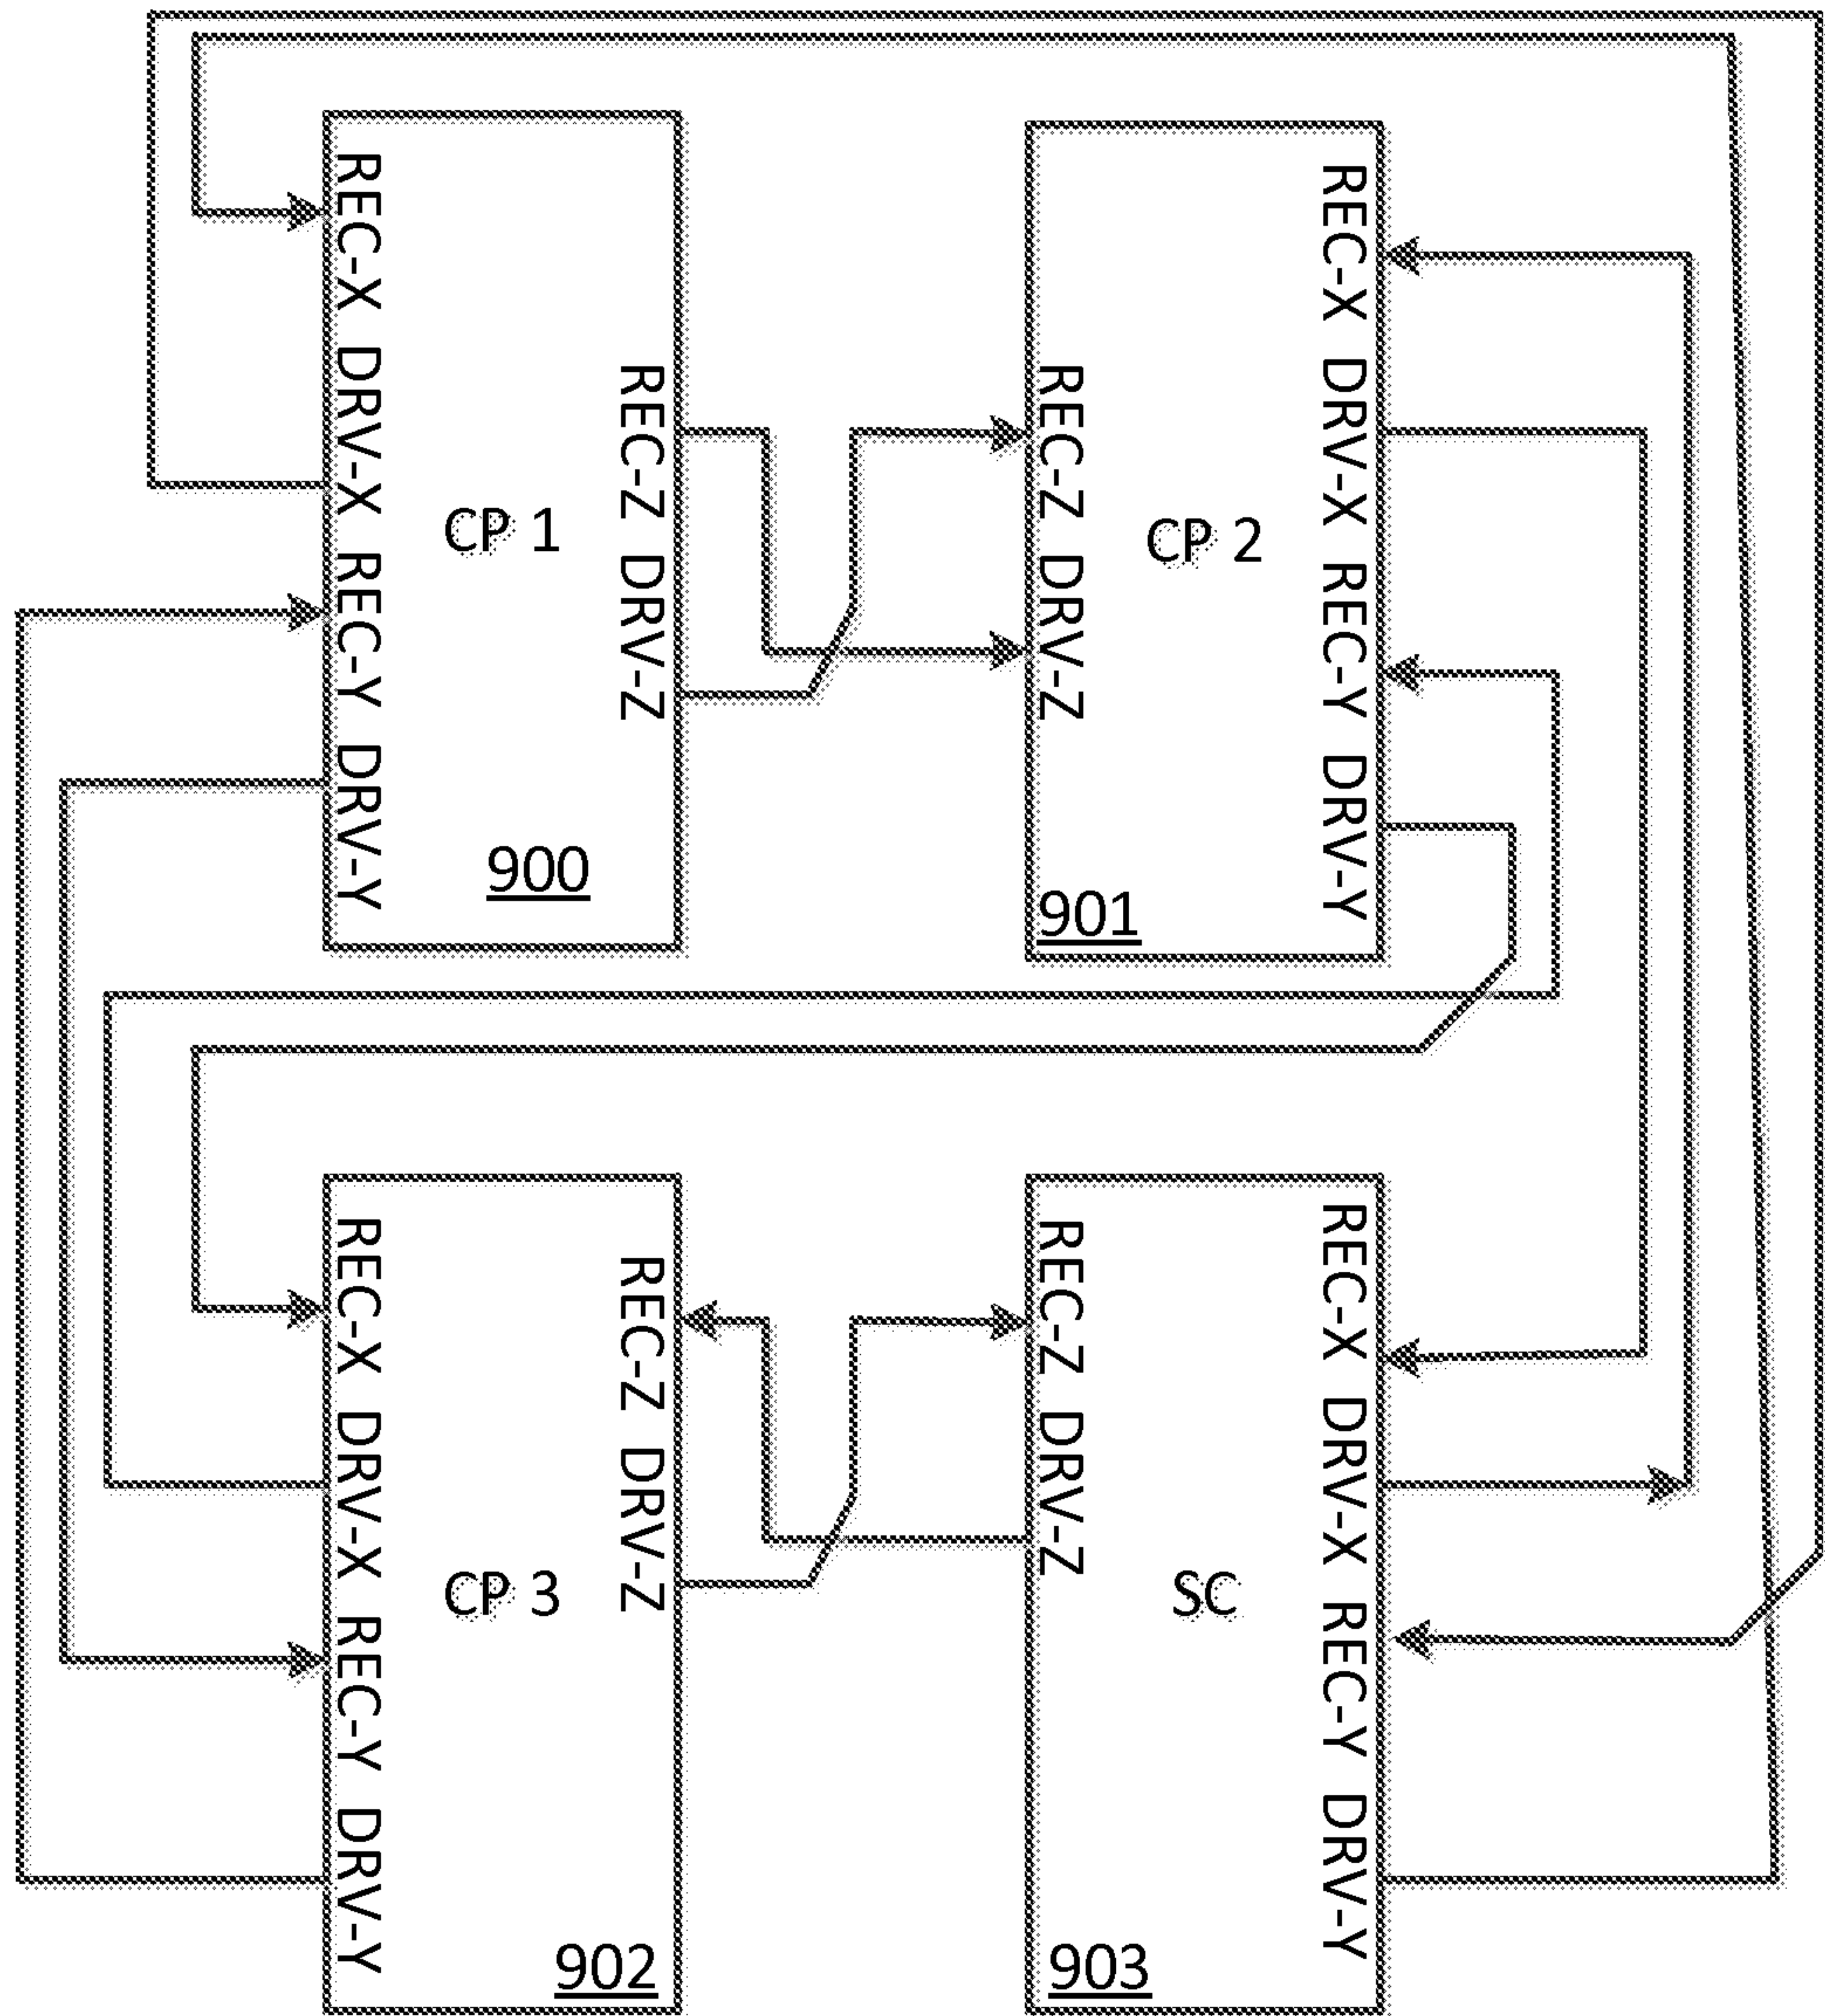 REC-X DRV-X REC-Y DRV-Y
CP 1
REC-Z DRV-Z
900
REC-Z DRV-Z
CP 2
REC-X DRV-X REC-Y DRV-Y
901
REC-X DRV-X REC-Y DRV-Y
CP 3
REC-Z DRV-Z
902
REC-Z DRV-Z
SC
REC-X DRV-X REC-Y DRV-Y
903